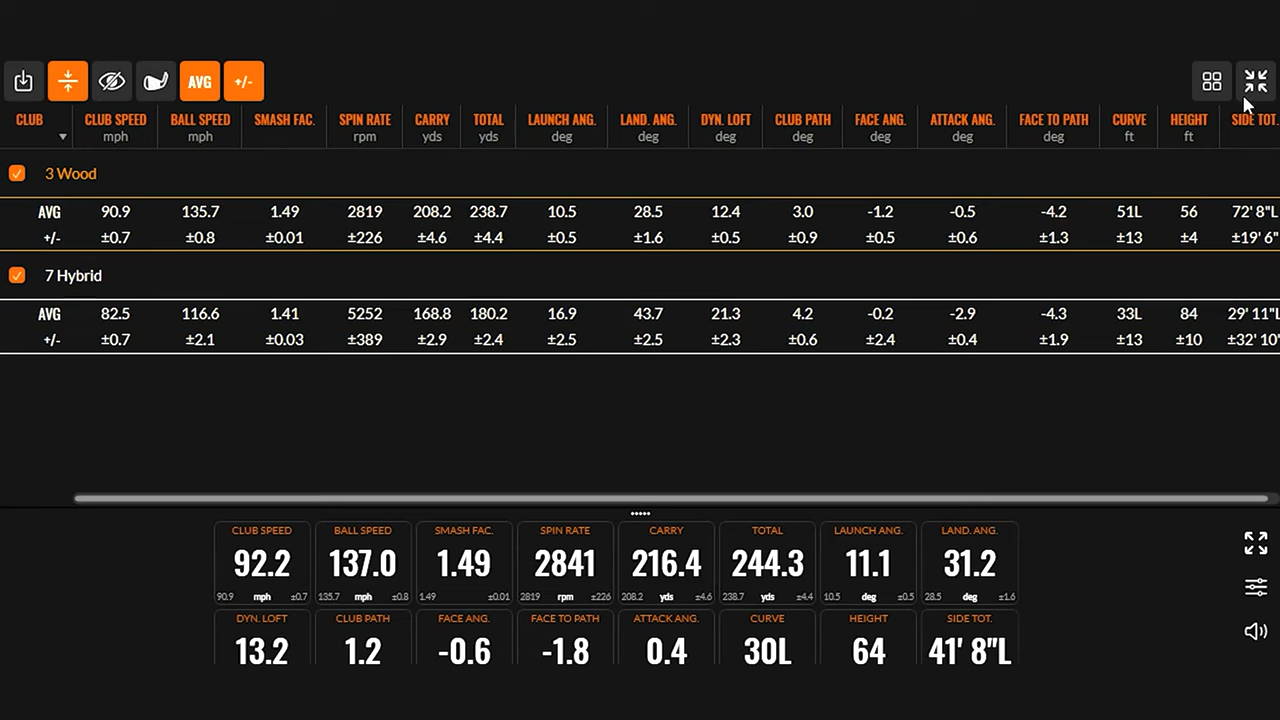 AVG +/-
CLUB CLUB SPEED BALL SPEED SMASH FAC. SPIN RATE CARRY TOTAL LAUNCH ANG. LAND. ANG. DYN. LOFT CLUB PATH FACE ANG. ATTACK ANG. FACE TO PATH CURVE HEIGHT SIDE TOT.
mph mph rpm yds yds deg deg deg deg deg deg deg ft ft
3 Wood
AVG 90.9 135.7 1.49 2819 208.2 238.7 10.5 28.5 12.4 3.0 -1.2 -0.5 -4.2 51L 56 72' 8"L
+/- ±0.7 ±0.8 ±0.01 ±226 ±4.6 ±4.4 ±0.5 ±1.6 ±0.5 ±0.9 ±0.5 ±0.6 ±1.3 ±13 ±4 ±19' 6"
7 Hybrid
AVG 82.5 116.6 1.41 5252 168.8 180.2 16.9 43.7 21.3 4.2 -0.2 -2.9 -4.3 33L 84 29' 11"L
+/- ±0.7 ±2.1 ±0.03 ±389 ±2.9 ±2.4 ±2.5 ±2.5 ±2.3 ±0.6 ±2.4 ±0.4 ±1.9 ±13 ±10 ±32' 10"
CLUB SPEED BALL SPEED SMASH FAC. SPIN RATE CARRY TOTAL LAUNCH ANG. LAND. ANG.
92.2 137.0 1.49 2841 216.4 244.3 11.1 31.2
90.9 mph ±0.7 135.7 mph ±0.8 1.49 ±0.01 2819 rpm ±226 208.2 yds ±4.6 238.7 yds ±4.4 10.5 deg ±0.5 28.5 deg ±1.6
DYN. LOFT CLUB PATH FACE ANG. FACE TO PATH ATTACK ANG. CURVE HEIGHT SIDE TOT.
13.2 1.2 -0.6 -1.8 0.4 30L 64 41' 8"L